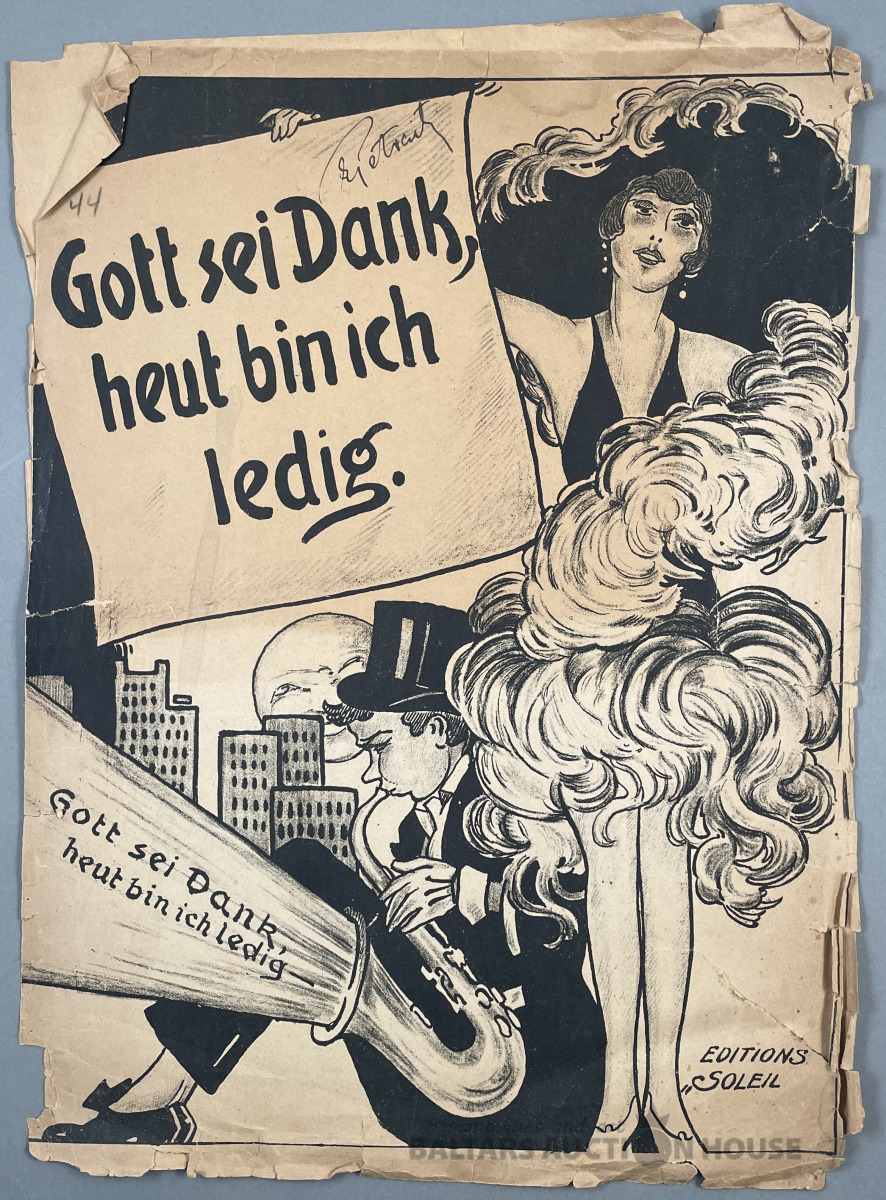 44
Gott sei Dank,
heut bin ich
ledig.
Gott sei Dank,
heut bin ich ledig
EDITIONS
„SOLEIL
BALTARS AUCTION HOUSE